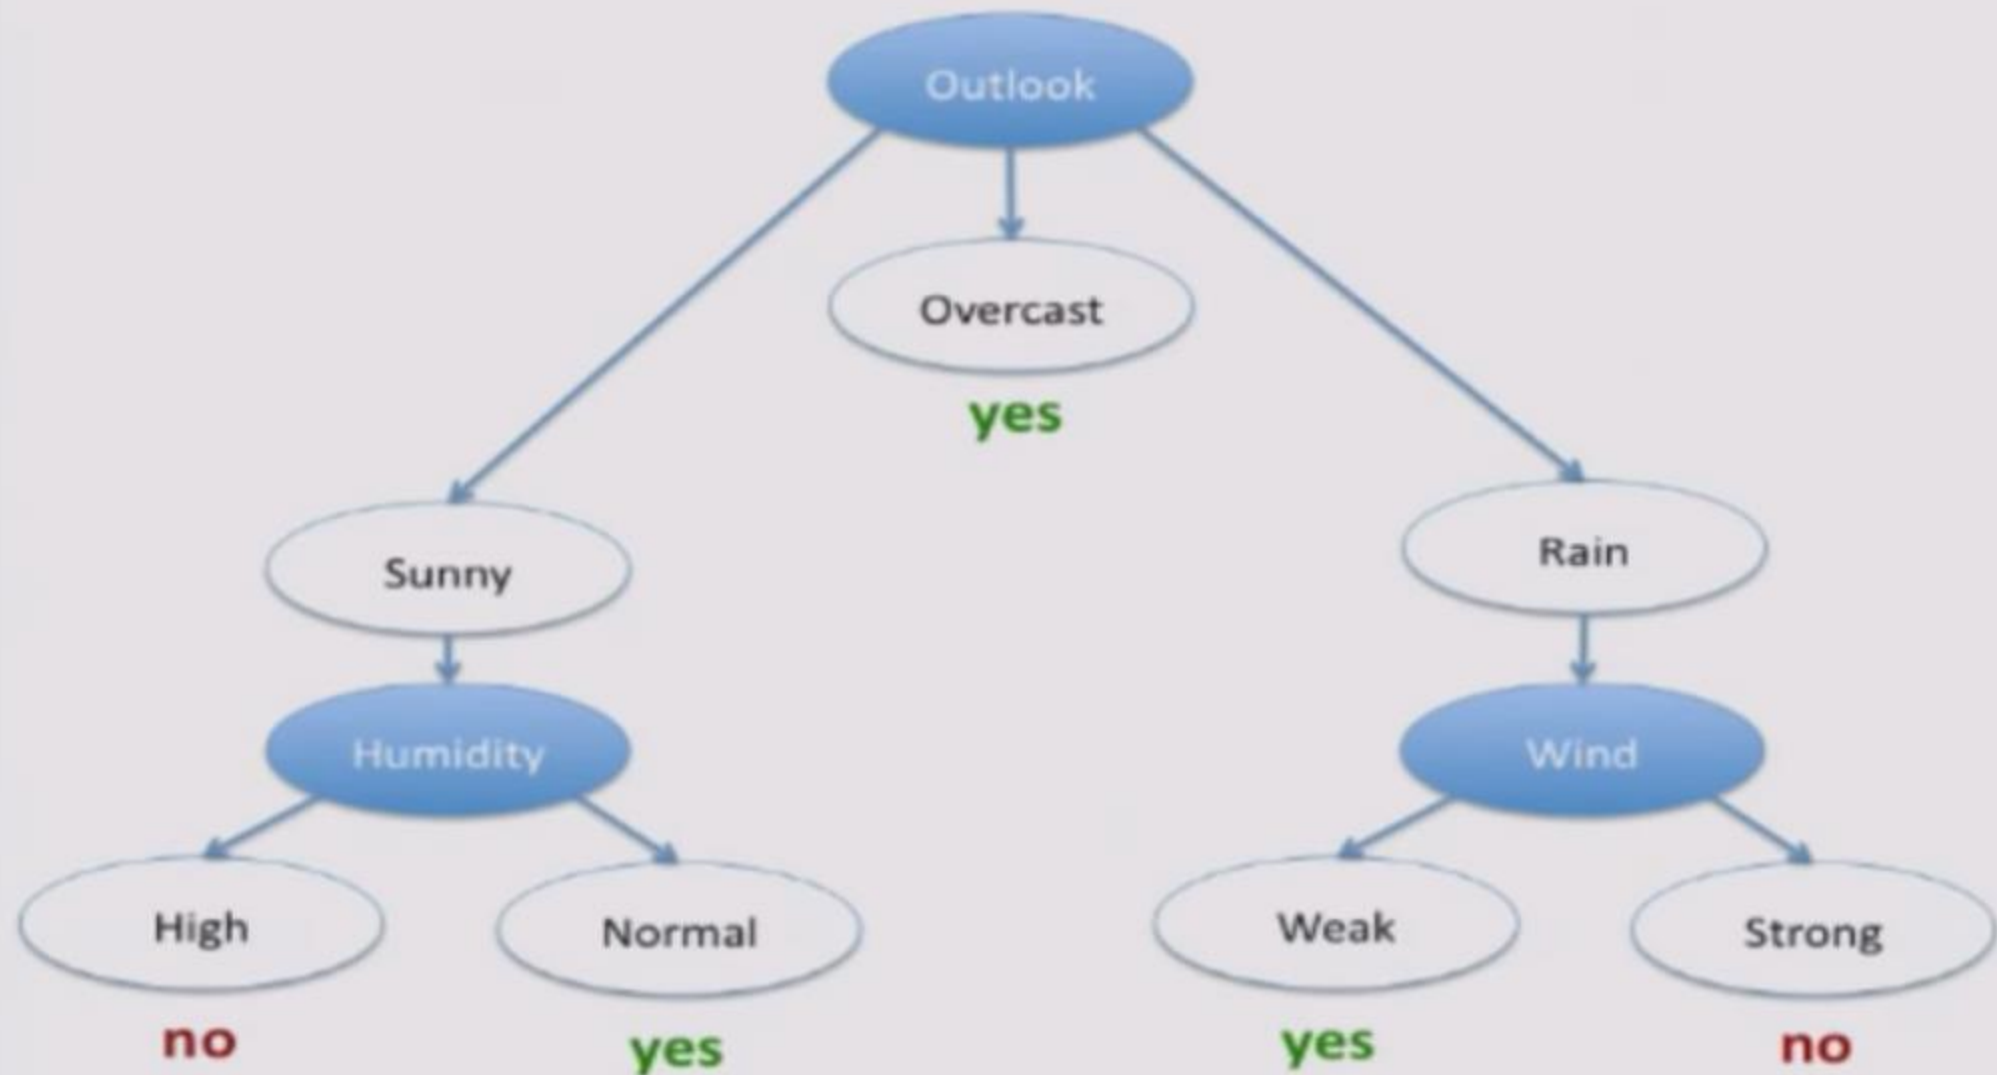 Outlook
Overcast
yes
Sunny
Rain
Humidity
Wind
High
Normal
Weak
Strong
no
yes
yes
no